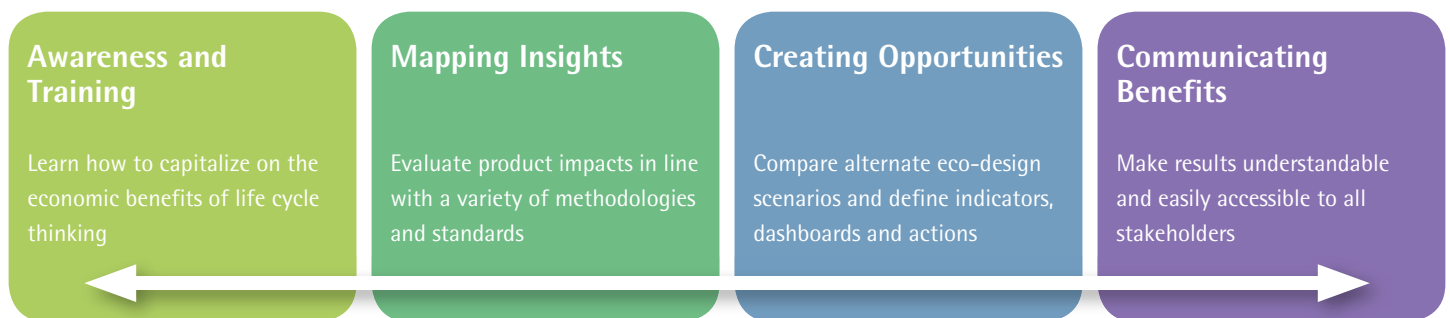 Awareness and
Training
Learn how to capitalize on the
economic benefits of life cycle
thinking
Mapping Insights
Evaluate product impacts in line
with a variety of methodologies
and standards
Creating Opportunities
Compare alternate eco-design
scenarios and define indicators,
dashboards and actions
Communicating
Benefits
Make results understandable
and easily accessible to all
stakeholders